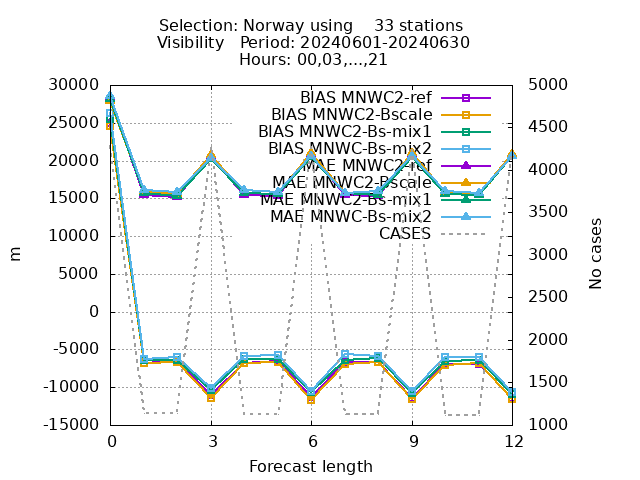 Selection: Norway using 33 stations
Visibility Period: 20240601-20240630
Hours: 00,03,...,21
30000
25000
20000
15000
10000
5000
0
-5000
-10000
-15000
m
BIAS MNWC2-ref
BIAS MNWC2-Bscale
BIAS MNWC2-Bs-mix1
BIAS MNWC-Bs-mix2
MAE MNWC2-ref
MAE MNWC2-Bscale
MAE MNWC2-Bs-mix1
MAE MNWC-Bs-mix2
CASES
5000
4500
4000
3500
3000
2500
2000
1500
1000
No cases
0 3 6 9 12
Forecast length